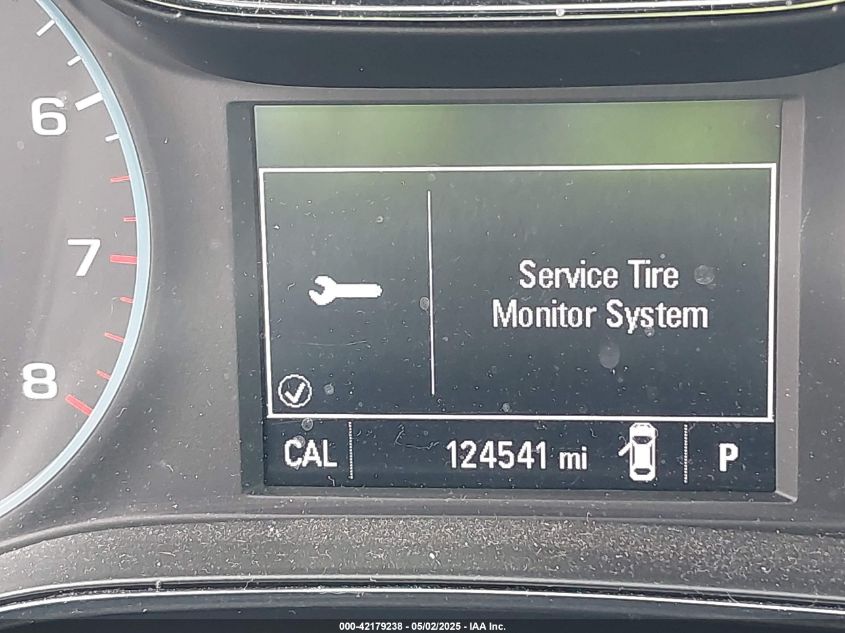 6
7
8
Service Tire
Monitor System
CAL 124541 mi P
000-42179238 - 05/02/2025 - IAA Inc.